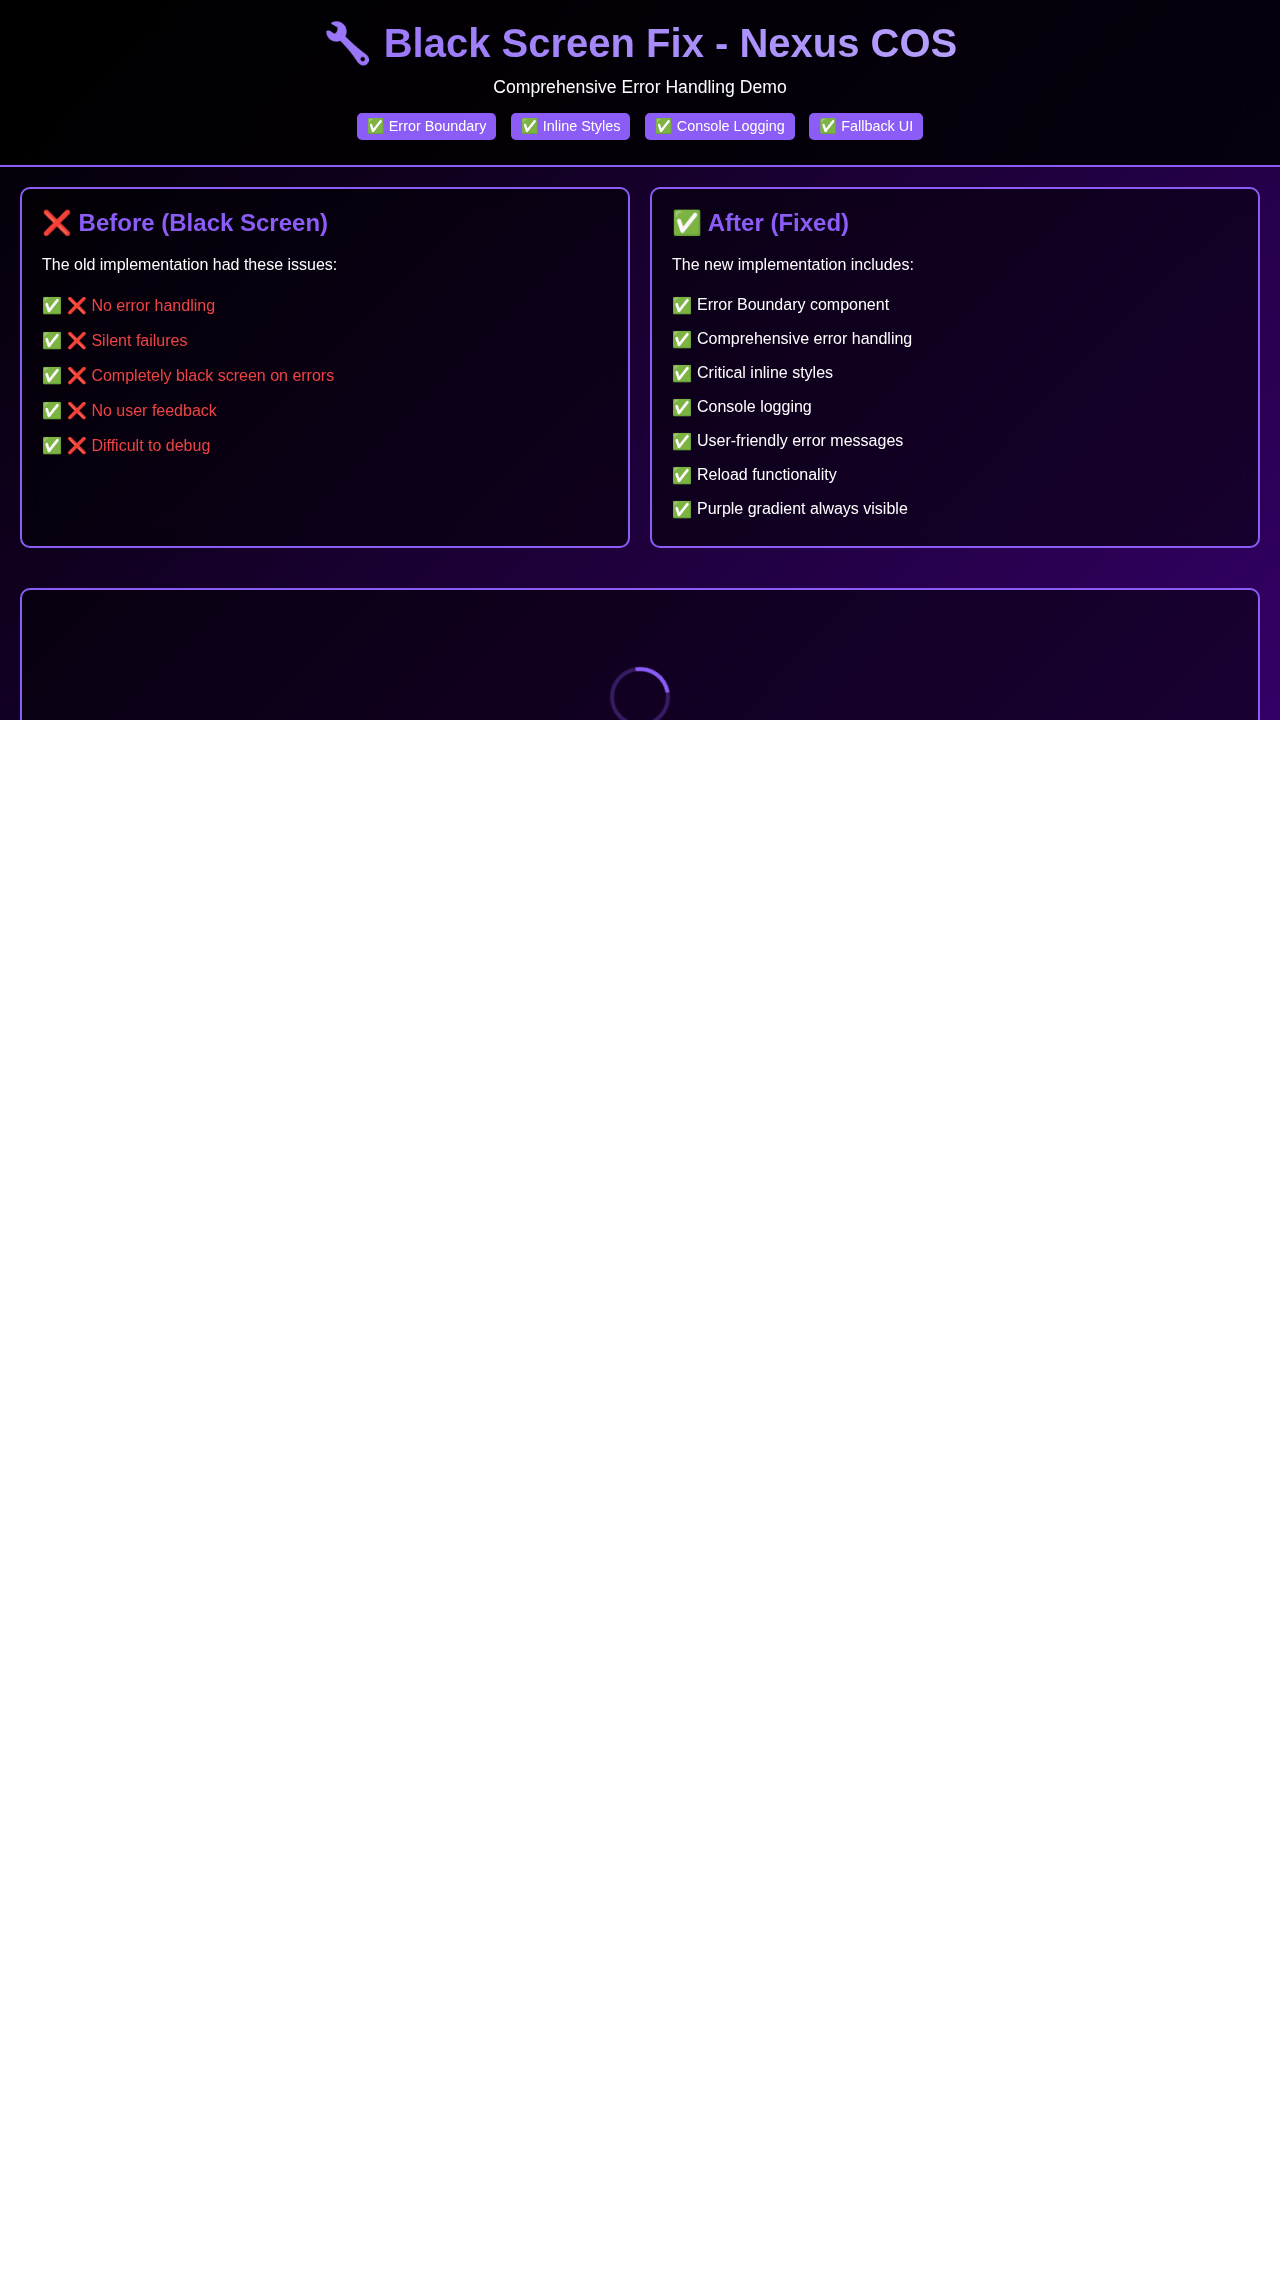 🔧 Black Screen Fix - Nexus COS
Comprehensive Error Handling Demo
✅ Error Boundary ✅ Inline Styles ✅ Console Logging ✅ Fallback UI
❌ Before (Black Screen)
The old implementation had these issues:
✅ ❌ No error handling
✅ ❌ Silent failures
✅ ❌ Completely black screen on errors
✅ ❌ No user feedback
✅ ❌ Difficult to debug
✅ After (Fixed)
The new implementation includes:
✅ Error Boundary component
✅ Comprehensive error handling
✅ Critical inline styles
✅ Console logging
✅ User-friendly error messages
✅ Reload functionality
✅ Purple gradient always visible